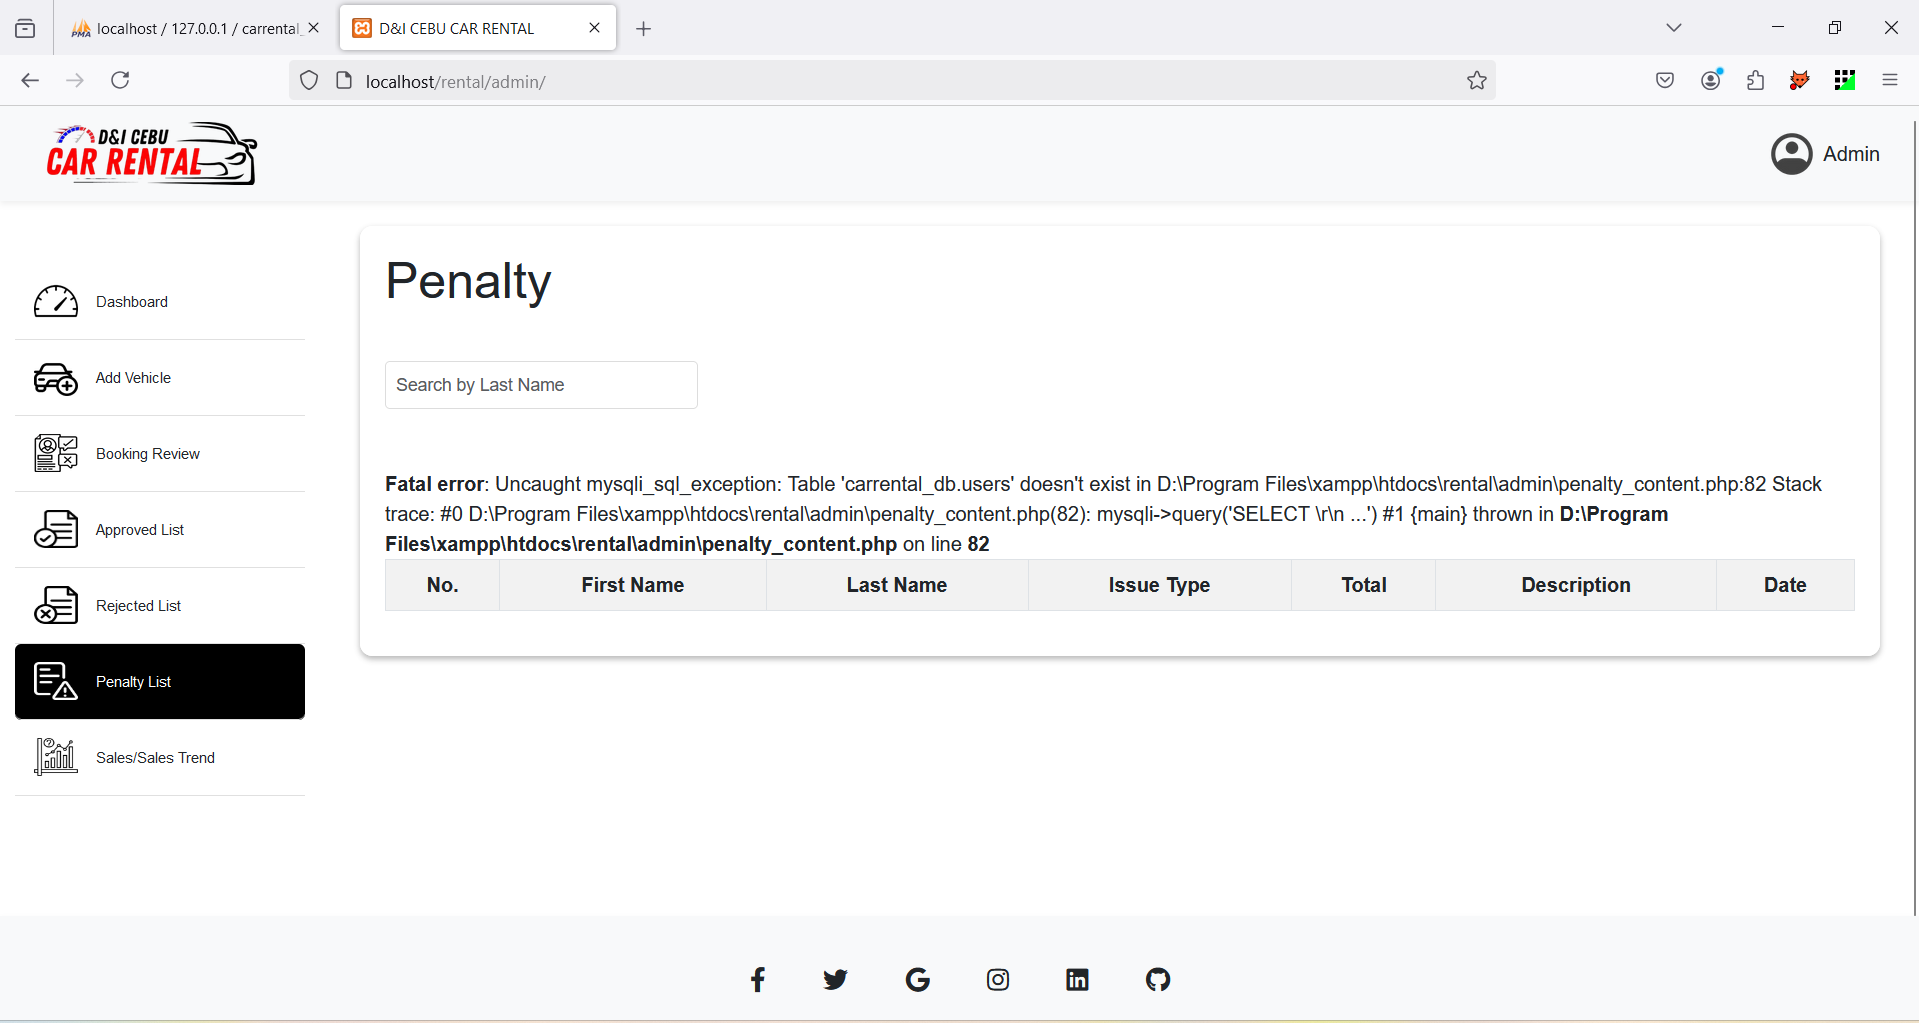 localhost / 127.0.0.1 / carrental_
D&I CEBU CAR RENTAL
localhost/rental/admin/
D&I CEBU
CAR RENTAL
Admin
Penalty
Dashboard
Add Vehicle
Search by Last Name
Booking Review
Fatal error: Uncaught mysqli_sql_exception: Table 'carrental_db.users' doesn't exist in D:\Program Files\xampp\htdocs\rental\admin\penalty_content.php:82 Stack
trace: #0 D:\Program Files\xampp\htdocs\rental\admin\penalty_content.php(82): mysqli->query('SELECT \r\n ...') #1 {main} thrown in D:\Program
Files\xampp\htdocs\rental\admin\penalty_content.php on line 82
Approved List
No. First Name Last Name Issue Type Total Description Date
Rejected List
Penalty List
Sales/Sales Trend